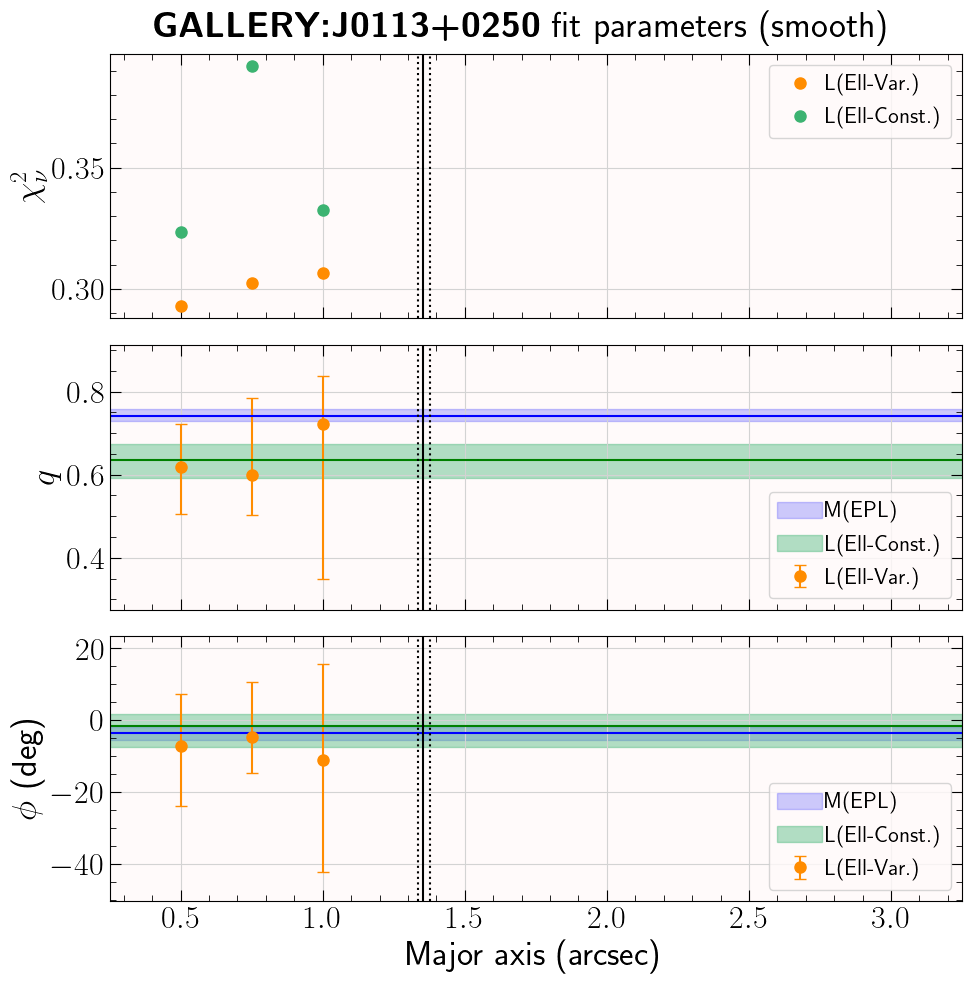 GALLERY:J0113+0250 fit parameters (smooth)
L(Ell-Var.)
L(Ell-Const.)
0.35
0.30
χ²ᵥ
0.8
0.6
0.4
q
M(EPL)
L(Ell-Const.)
L(Ell-Var.)
20
0
−20
−40
ϕ (deg)
M(EPL)
L(Ell-Const.)
L(Ell-Var.)
0.5 1.0 1.5 2.0 2.5 3.0
Major axis (arcsec)